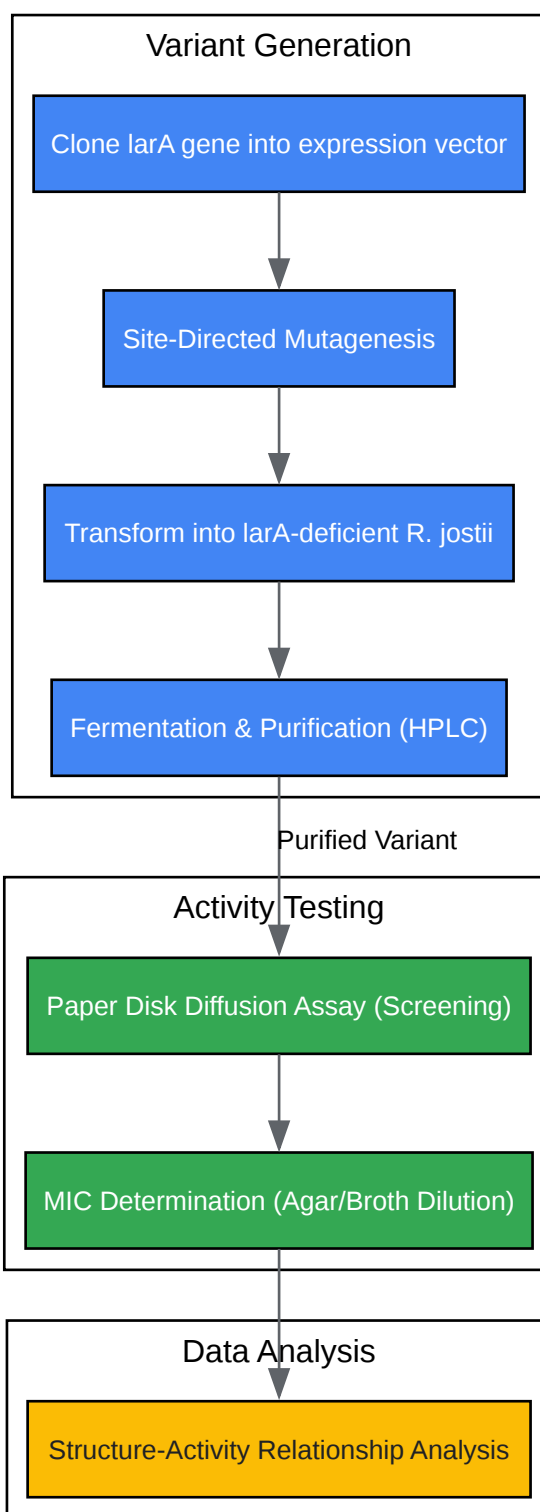 Variant Generation
Clone larA gene into expression vector
Site-Directed Mutagenesis
Transform into larA-deficient R. jostii
Fermentation & Purification (HPLC)
Purified Variant
Activity Testing
Paper Disk Diffusion Assay (Screening)
MIC Determination (Agar/Broth Dilution)
Data Analysis
Structure-Activity Relationship Analysis